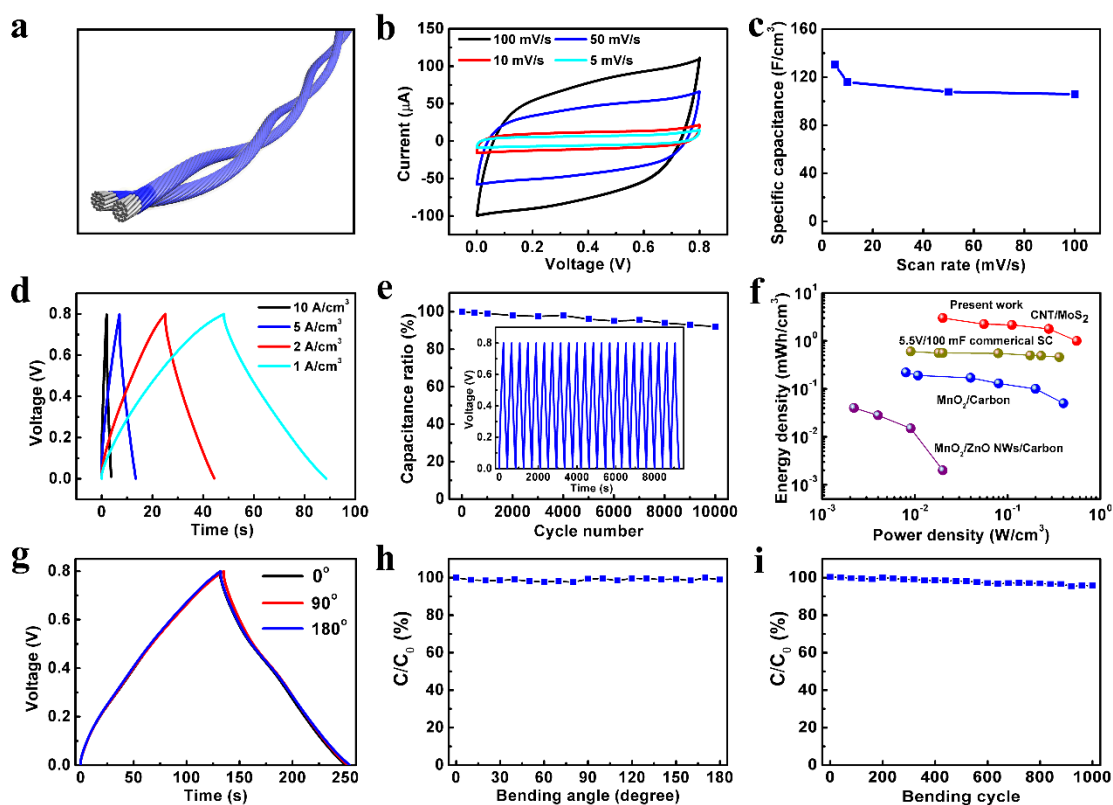 a
b
100 mV/s 50 mV/s
10 mV/s 5 mV/s
Current (μA)
100
50
0
-50
-100
0.0 0.2 0.4 0.6 0.8
Voltage (V)
c
Specific capacitance (F/cm³)
160
120
80
40
0
0 20 40 60 80 100
Scan rate (mV/s)
d
10 A/cm³
5 A/cm³
2 A/cm³
1 A/cm³
Voltage (V)
0.8
0.6
0.4
0.2
0.0
0 20 40 60 80 100
Time (s)
e
Capacitance ratio (%)
100
80
60
40
20
0
Voltage (V)
0.8
0.6
0.4
0.2
0.0
0 2000 4000 6000 8000
Time (s)
0 2000 4000 6000 8000 10000
Cycle number
f
Energy density (mWh/cm³)
10¹
10⁰
10⁻¹
10⁻²
10⁻³
Present work CNT/MoS₂
5.5V/100 mF commerical SC
MnO₂/Carbon
MnO₂/ZnO NWs/Carbon
10⁻³ 10⁻² 10⁻¹ 10⁰
Power density (W/cm³)
g
0°
90°
180°
Voltage (V)
0.8
0.6
0.4
0.2
0.0
0 50 100 150 200 250
Time (s)
h
C/C₀ (%)
120
100
80
60
40
20
0
0 30 60 90 120 150 180
Bending angle (degree)
i
C/C₀ (%)
120
100
80
60
40
20
0
0 200 400 600 800 1000
Bending cycle